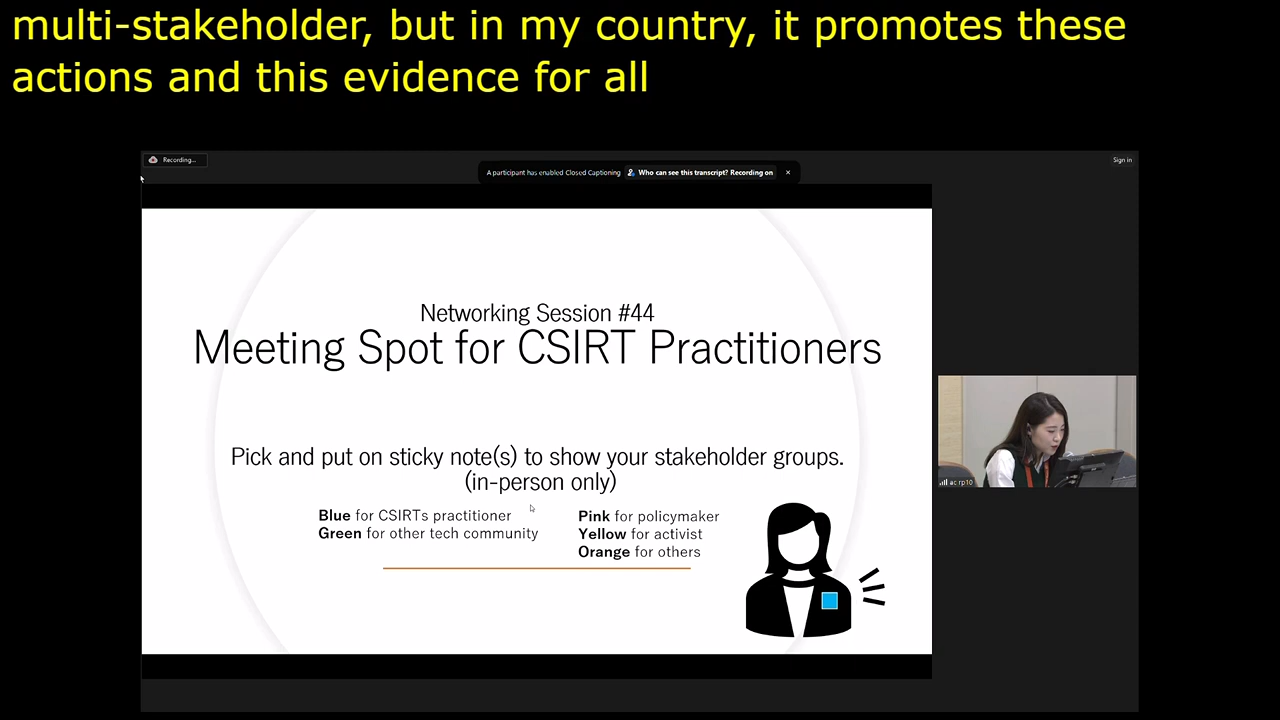 multi-stakeholder, but in my country, it promotes these
actions and this evidence for all
Recording...
A participant has enabled Closed Captioning Who can see this transcript? Recording on
Sign in
Networking Session #44
Meeting Spot for CSIRT Practitioners
Pick and put on sticky note(s) to show your stakeholder groups.
(in-person only)
Blue for CSIRTs practitioner
Green for other tech community
Pink for policymaker
Yellow for activist
Orange for others
ac rp10